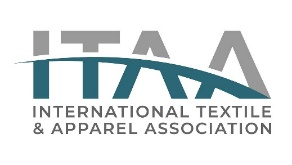 ITAA
INTERNATIONAL TEXTILE
& APPAREL ASSOCIATION